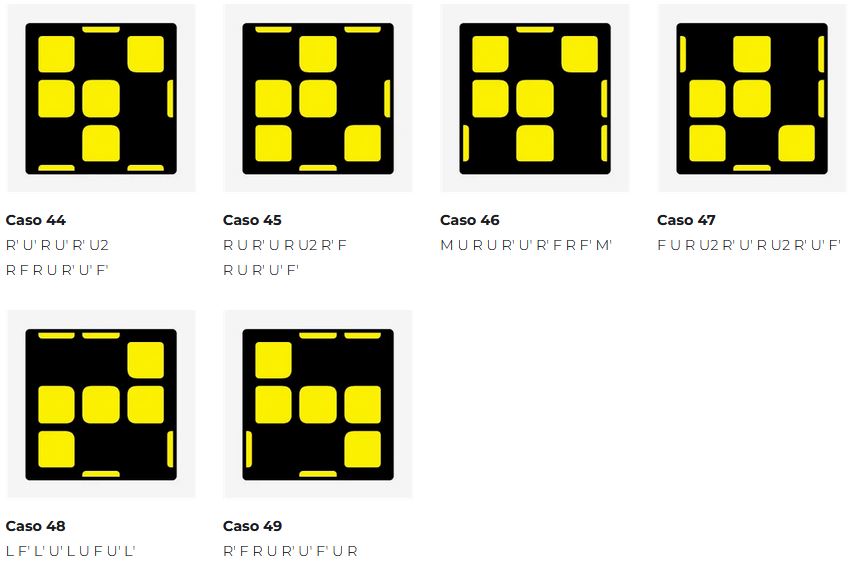 Caso 44
R' U' R U' R' U2
R F R U R' U' F'
Caso 45
R U R' U R U2 R' F
R U R' U' F'
Caso 46
M U R U R' U' R' F R F' M'
Caso 47
F U R U2 R' U' R U2 R' U' F'
Caso 48
L F' L' U' L U F U' L'
Caso 49
R' F R U R' U' F' U R